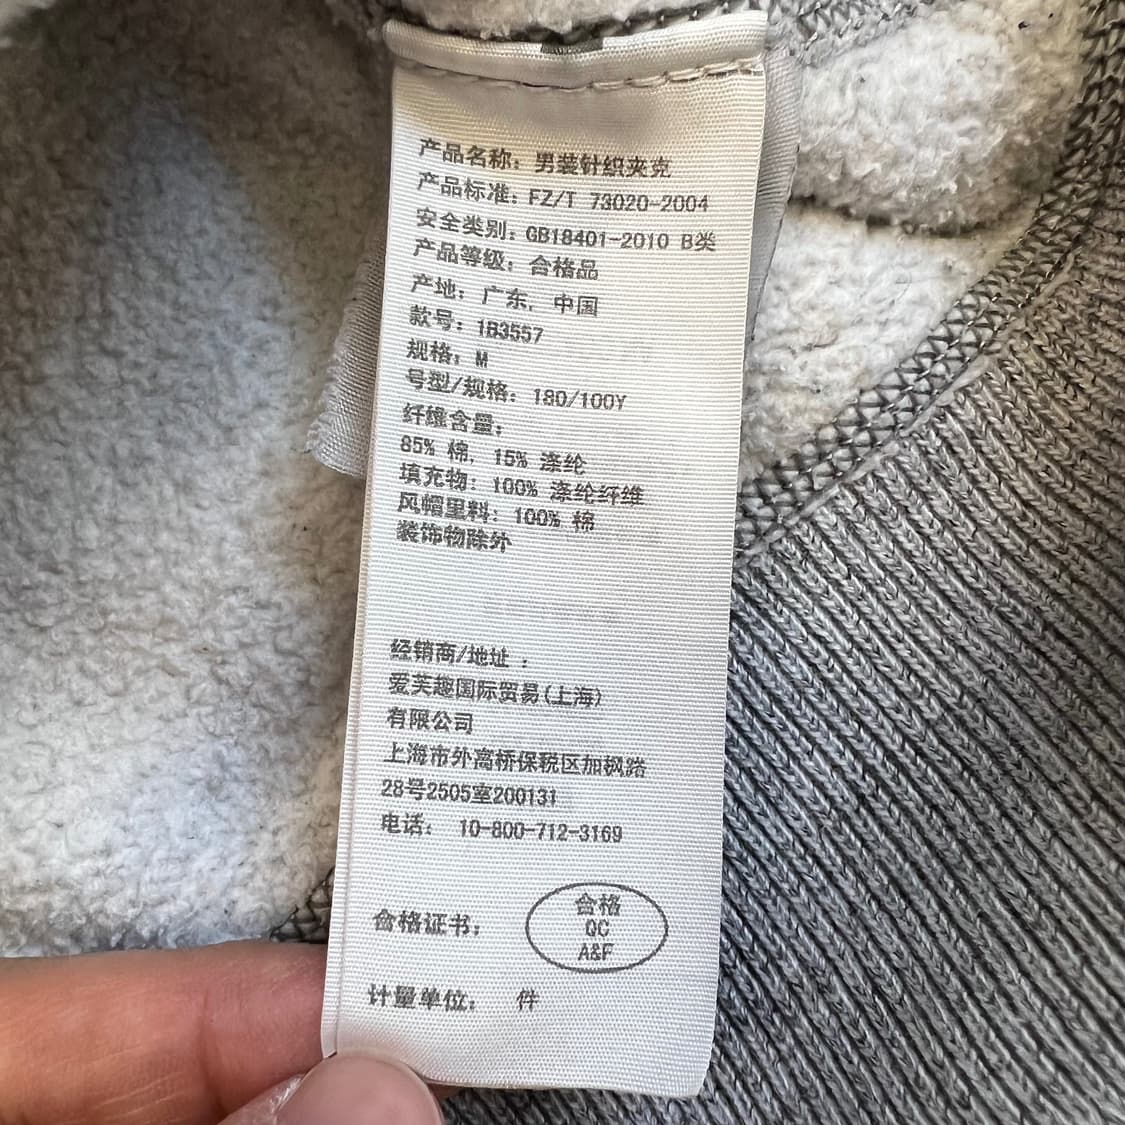 产品名称: 男装针织夹克
产品标准: FZ/T 73020-2004
安全类别: GB18401-2010 B类
产品等级: 合格品
产地: 广东, 中国
款号: 183557
规格: M
号型/规格: 180/100Y
纤维含量:
85% 棉, 15% 涤纶
填充物: 100% 涤纶纤维
风帽里料: 100% 棉
装饰物除外
经销商/地址 :
爱芙趣国际贸易(上海)
有限公司
上海市外高桥保税区加枫路
28号2505室200131
电话: 10-800-712-3169
合格证书:
合格
QC
A&F
计量单位: 件